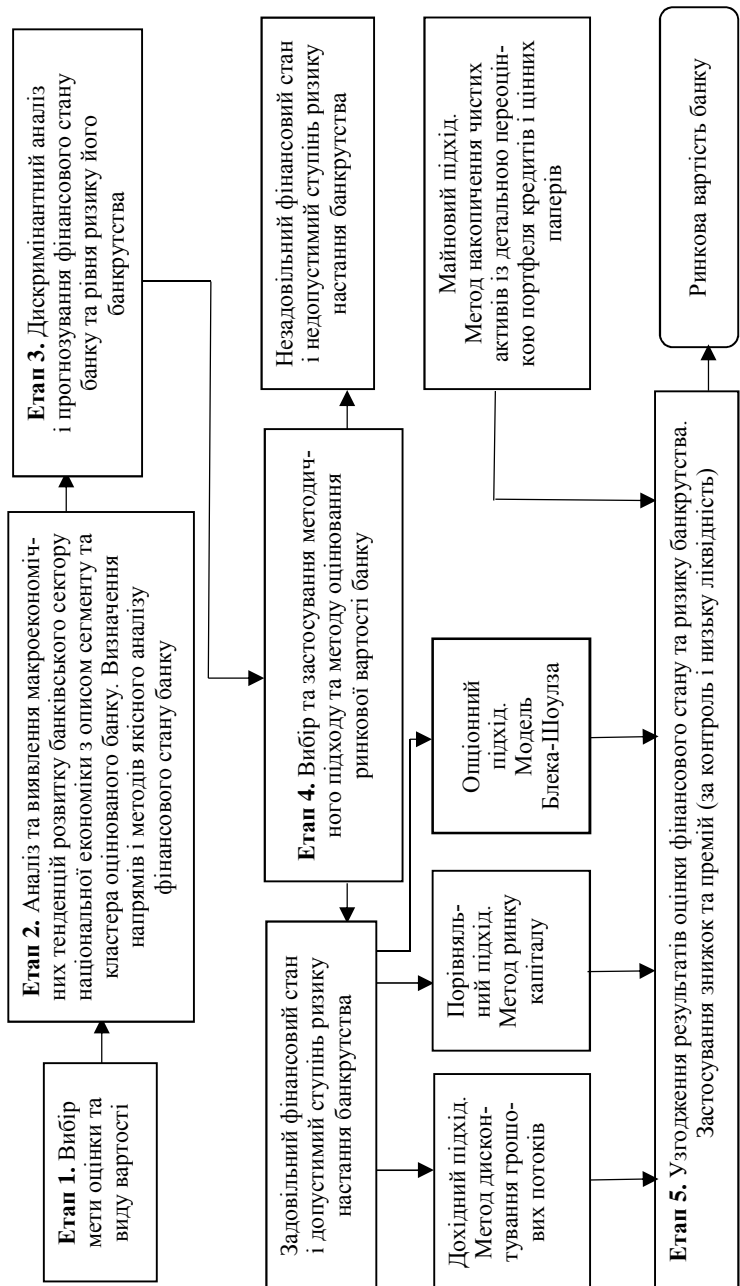 Етап 1. Вибір
мети оцінки та
виду вартості
Етап 2. Аналіз та виявлення макроекономіч-
них тенденцій розвитку банківського сектору
національної економіки з описом сегменту та
кластера оцінюваного банку. Визначення
напрямів і методів якісного аналізу
фінансового стану банку
Етап 3. Дискримінантний аналіз
і прогнозування фінансового стану
банку та рівня ризику його
банкрутства
Задовільний фінансовий стан
і допустимий ступінь ризику
настання банкрутства
Етап 4. Вибір та застосування методич-
ного підходу та методу оцінювання
ринкової вартості банку
Незадовільний фінансовий стан
і недопустимий ступінь ризику
настання банкрутства
Дохідний підхід.
Метод дискон-
тування грошо-
вих потоків
Порівняль-
ний підхід.
Метод ринку
капіталу
Опціонний
підхід.
Модель
Блека-Шоулза
Майновий підхід.
Метод накопичення чистих
активів із детальною переоцін-
кою портфеля кредитів і цінних
паперів
Етап 5. Узгодження результатів оцінки фінансового стану та ризику банкрутства.
Застосування знижок та премій (за контроль і низьку ліквідність)
Ринкова вартість банку